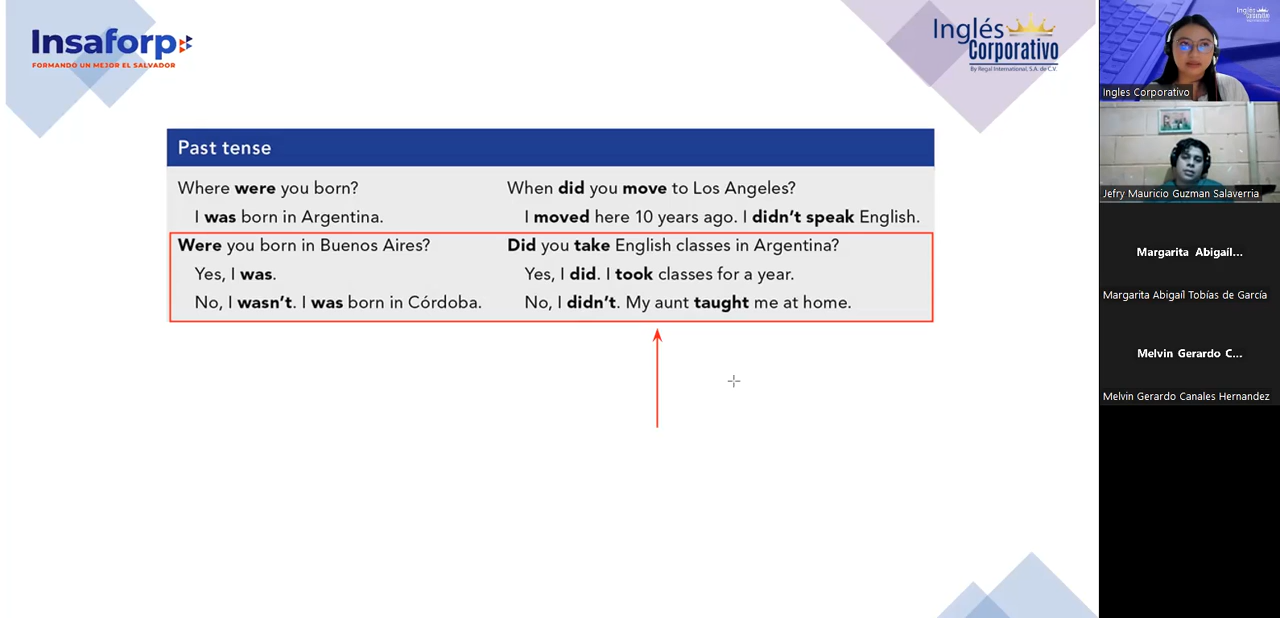 Insaforp
FORMANDO UN MEJOR EL SALVADOR
Inglés
Corporativo
By Regal International, S.A. de C.V.
Past tense
Where were you born?
I was born in Argentina.
Were you born in Buenos Aires?
Yes, I was.
No, I wasn't. I was born in Córdoba.
When did you move to Los Angeles?
I moved here 10 years ago. I didn't speak English.
Did you take English classes in Argentina?
Yes, I did. I took classes for a year.
No, I didn't. My aunt taught me at home.
Ingles Corporativo
Jefry Mauricio Guzman Salaverria
Margarita Abigaíl...
Margarita Abigaíl Tobías de García
Melvin Gerardo C...
Melvin Gerardo Canales Hernandez